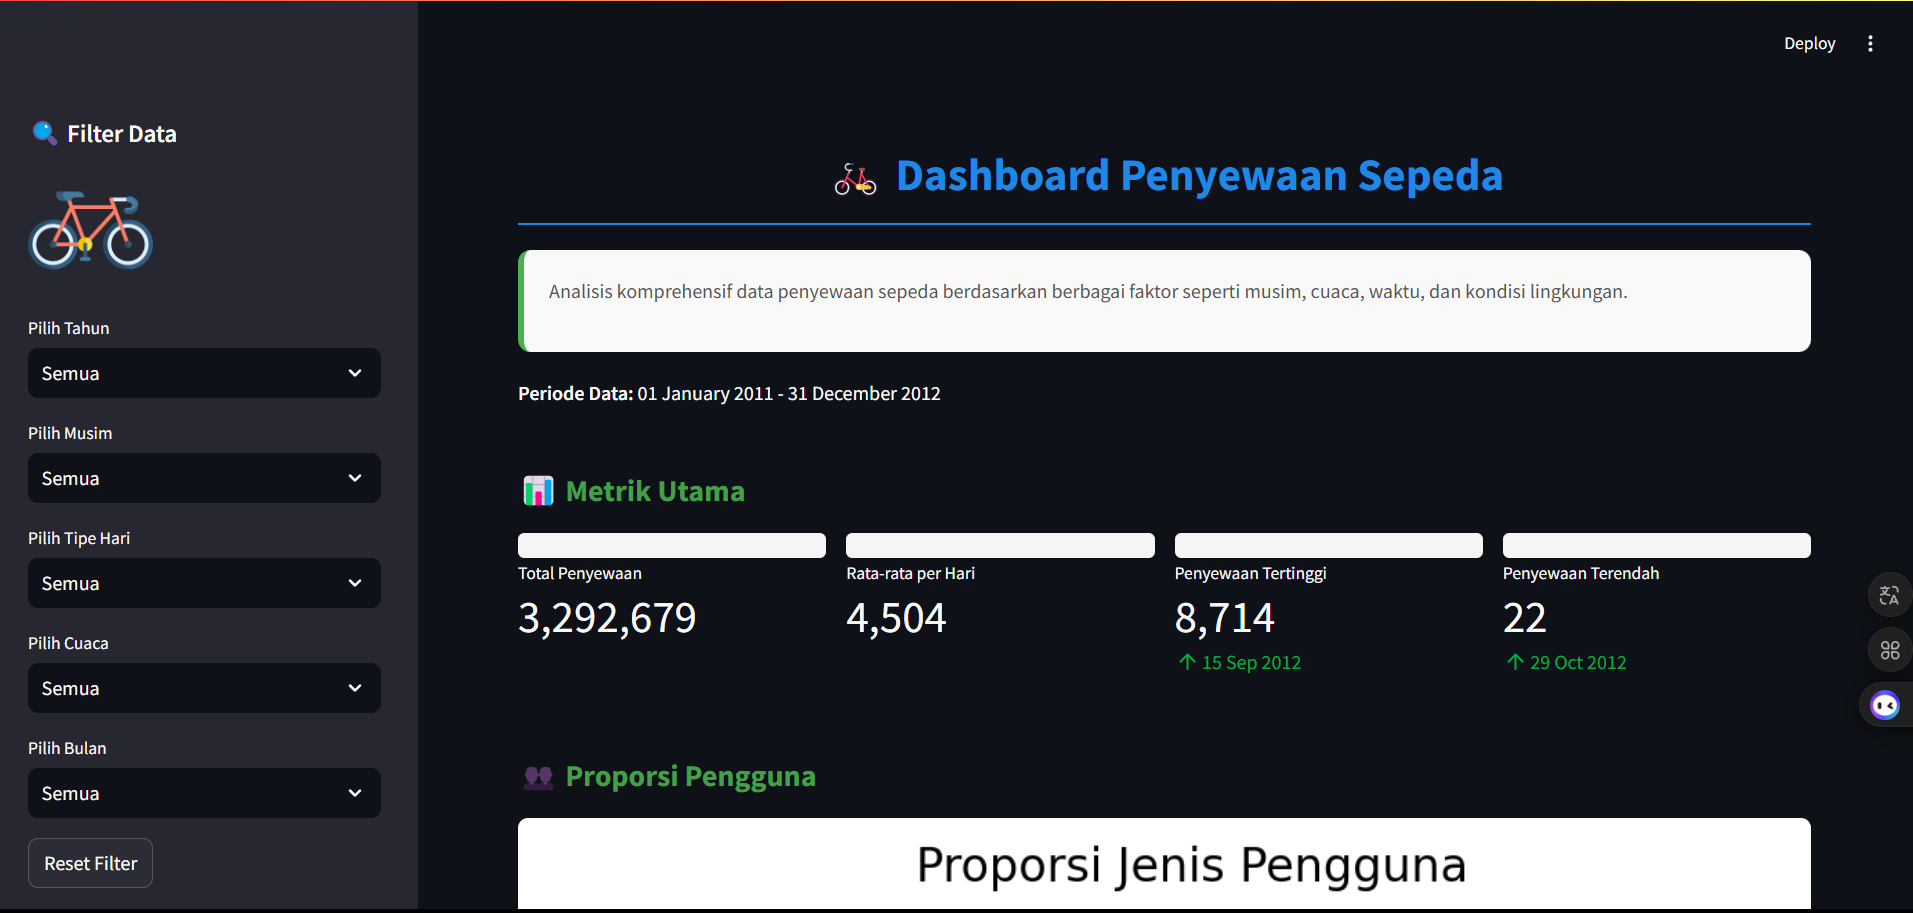 Deploy
Filter Data
Pilih Tahun
Semua
Pilih Musim
Semua
Pilih Tipe Hari
Semua
Pilih Cuaca
Semua
Pilih Bulan
Semua
Reset Filter
Dashboard Penyewaan Sepeda
Analisis komprehensif data penyewaan sepeda berdasarkan berbagai faktor seperti musim, cuaca, waktu, dan kondisi lingkungan.
Periode Data: 01 January 2011 - 31 December 2012
Metrik Utama
Total Penyewaan
3,292,679
Rata-rata per Hari
4,504
Penyewaan Tertinggi
8,714
↑ 15 Sep 2012
Penyewaan Terendah
22
↑ 29 Oct 2012
Proporsi Pengguna
Proporsi Jenis Pengguna